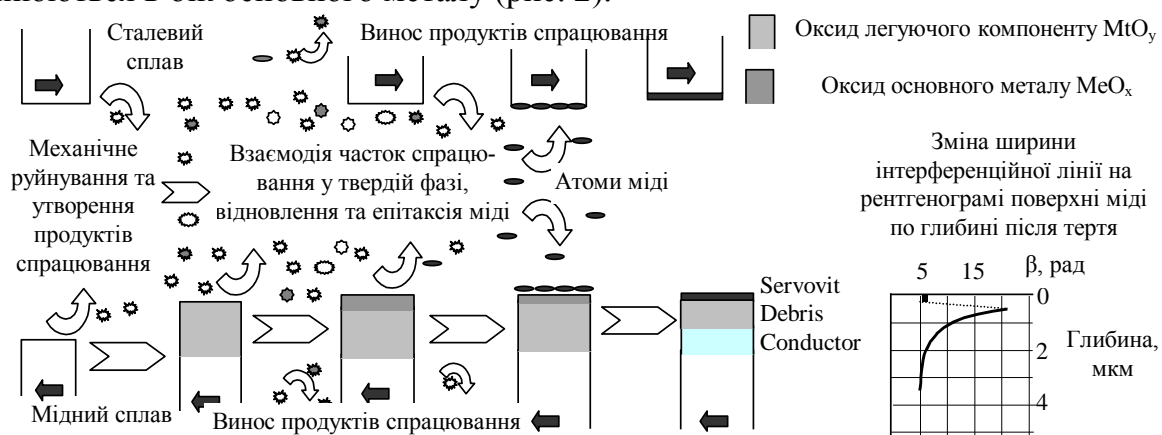 Сталевий
сплав
Винос продуктів спрацювання
Оксид легуючого компоненту MtOy
Оксид основного металу MeOx
Механічне
руйнування та
утворення
продуктів
спрацювання
Взаємодія часток спрацю-
вання у твердій фазі,
відновлення та епітаксія міді
Атоми міді
Зміна ширини
інтерференційної лінії на
рентгенограмі поверхні міді
по глибині після тертя
5 15 β, рад
0
2
4
Глибина,
мкм
Servovit
Debris
Conductor
Мідний сплав
Винос продуктів спрацювання